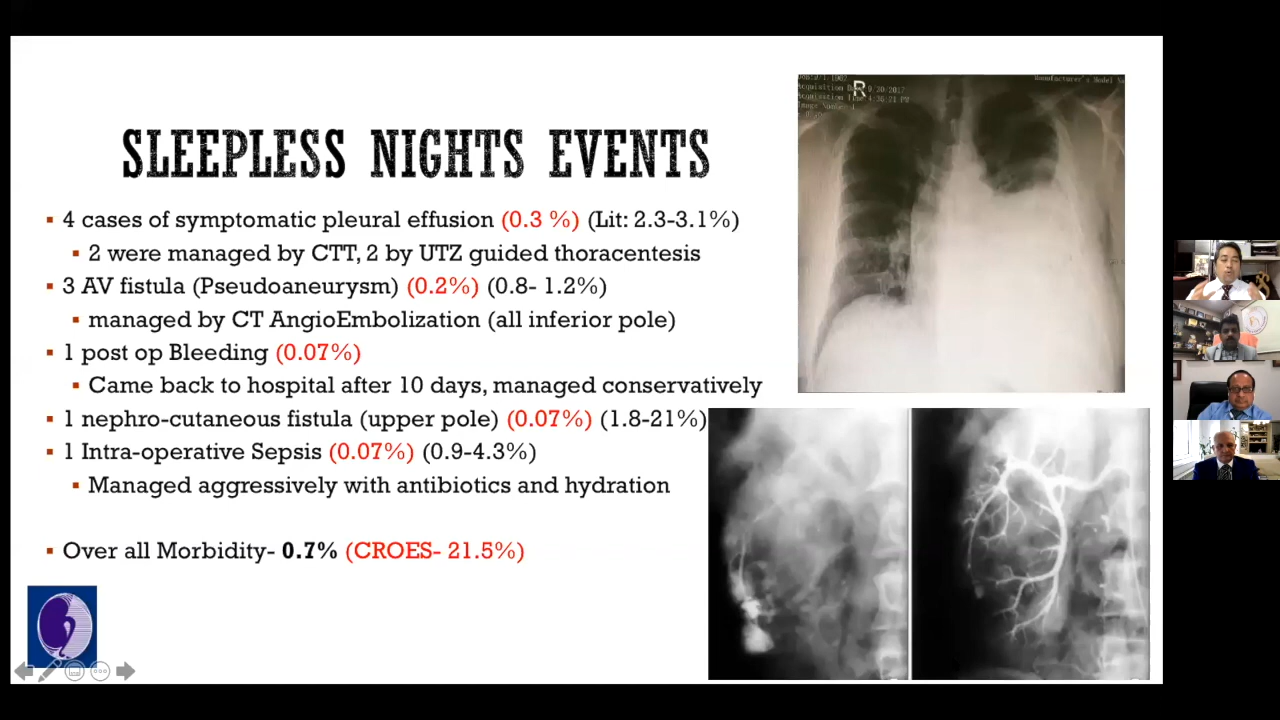 SLEEPLESS NIGHTS EVENTS
4 cases of symptomatic pleural effusion (0.3 %) (Lit: 2.3-3.1%)
2 were managed by CTT, 2 by UTZ guided thoracentesis
3 AV fistula (Pseudoaneurysm) (0.2%) (0.8- 1.2%)
managed by CT AngioEmbolization (all inferior pole)
1 post op Bleeding (0.07%)
Came back to hospital after 10 days, managed conservatively
1 nephro-cutaneous fistula (upper pole) (0.07%) (1.8-21%)
1 Intra-operative Sepsis (0.07%) (0.9-4.3%)
Managed aggressively with antibiotics and hydration
Over all Morbidity- 0.7% (CROES- 21.5%)
R